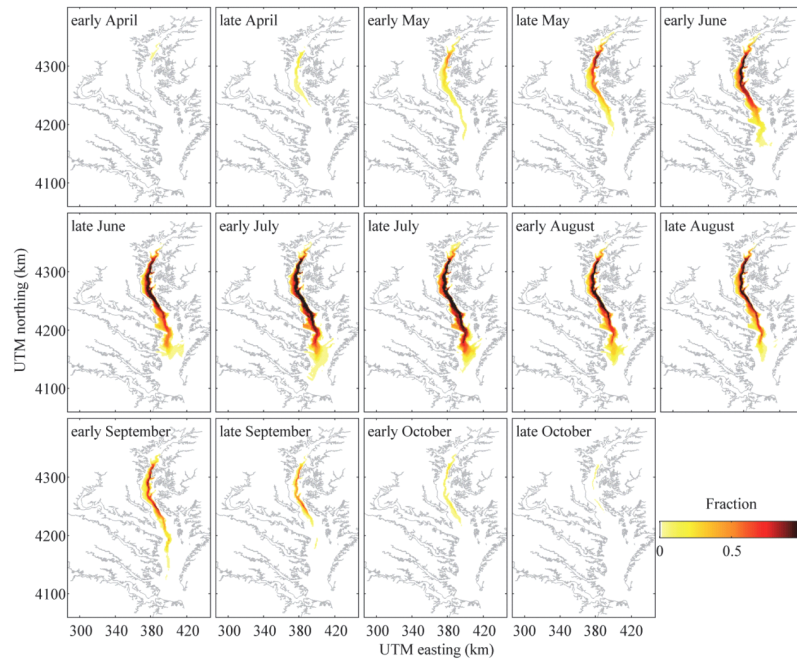 early April late April early May late May early June
4300
4200
4100
late June early July late July early August late August
UTM northing (km)
4300
4200
4100
early September late September early October late October
4300
4200
4100
Fraction
0 0.5
300 340 380 420 300 340 380 420 300 340 380 420 300 340 380 420
UTM easting (km)